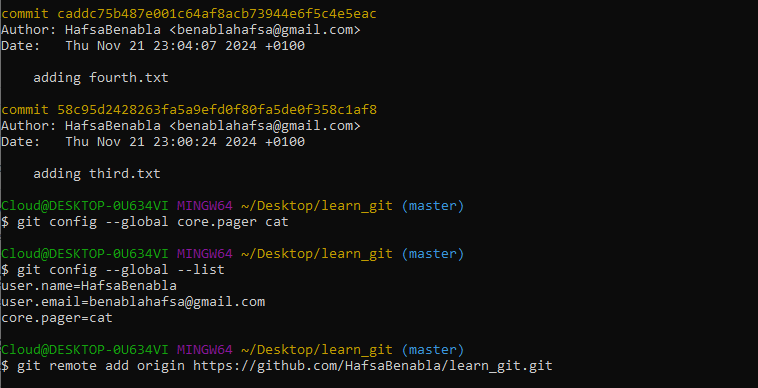 commit caddc75b487e001c64af8acb73944e6f5c4e5eac
Author: HafsaBenabla <benablahafsa@gmail.com>
Date:   Thu Nov 21 23:04:07 2024 +0100
    adding fourth.txt
commit 58c95d2428263fa5a9efd0f80fa5de0f358c1af8
Author: HafsaBenabla <benablahafsa@gmail.com>
Date:   Thu Nov 21 23:00:24 2024 +0100
    adding third.txt
Cloud@DESKTOP-0U634VI MINGW64 ~/Desktop/learn_git (master)
$ git config --global core.pager cat
Cloud@DESKTOP-0U634VI MINGW64 ~/Desktop/learn_git (master)
$ git config --global --list
user.name=HafsaBenabla
user.email=benablahafsa@gmail.com
core.pager=cat
Cloud@DESKTOP-0U634VI MINGW64 ~/Desktop/learn_git (master)
$ git remote add origin https://github.com/HafsaBenabla/learn_git.git